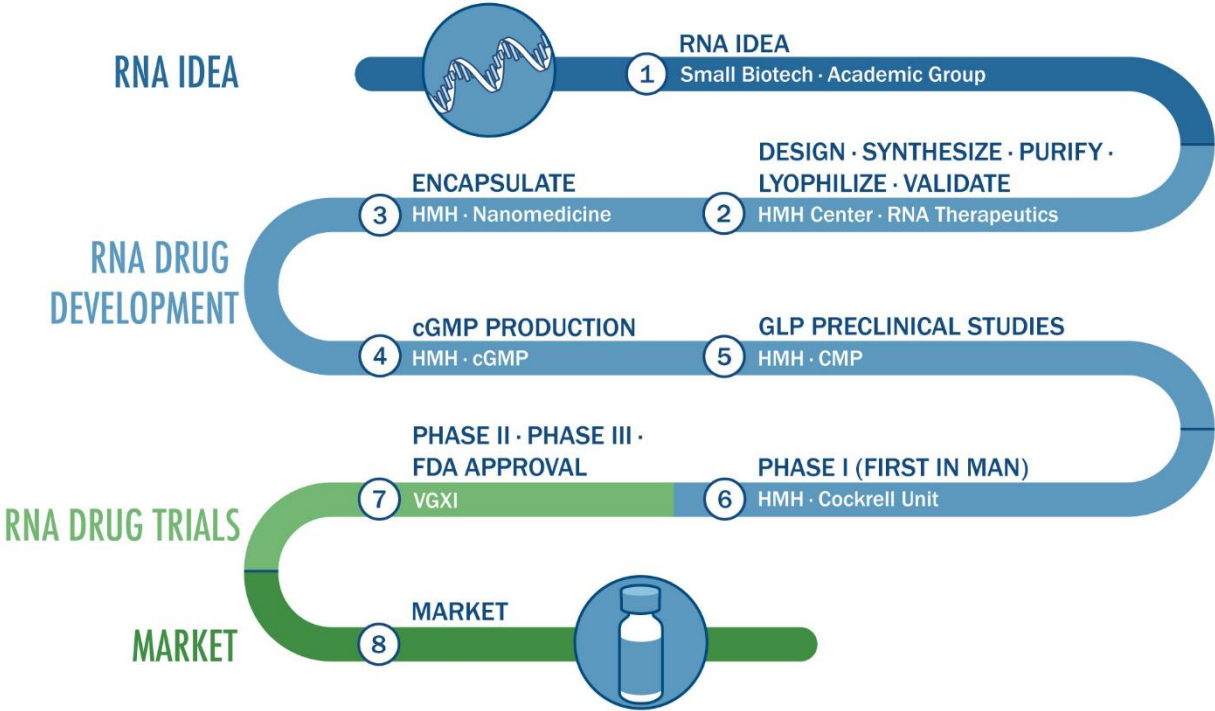 RNA IDEA
RNA IDEA
1
Small Biotech · Academic Group
DESIGN · SYNTHESIZE · PURIFY ·
LYOPHILIZE · VALIDATE
2
HMH Center · RNA Therapeutics
ENCAPSULATE
3
HMH · Nanomedicine
RNA DRUG
DEVELOPMENT
cGMP PRODUCTION
4
HMH · cGMP
GLP PRECLINICAL STUDIES
5
HMH · CMP
PHASE I (FIRST IN MAN)
6
HMH · Cockrell Unit
PHASE II · PHASE III ·
FDA APPROVAL
7
VGXI
RNA DRUG TRIALS
MARKET
MARKET
8